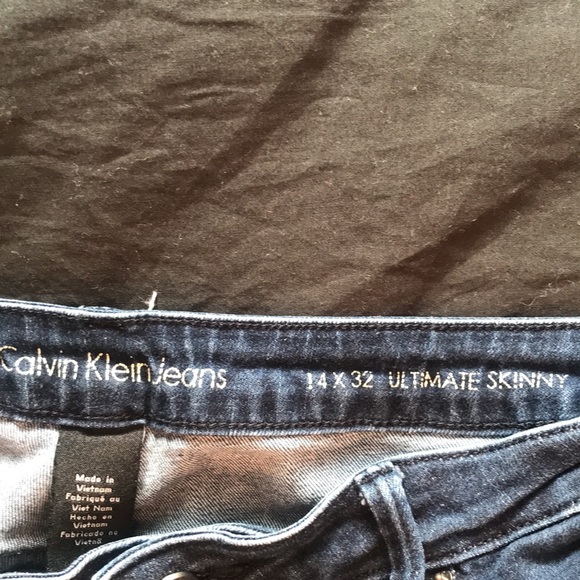 Calvin Klein Jeans 14 X 32 ULTIMATE SKINNY
Made in
Vietnam
Fabriqué au
Viet Nam
Hecho en
Vietnam
Fabricado no